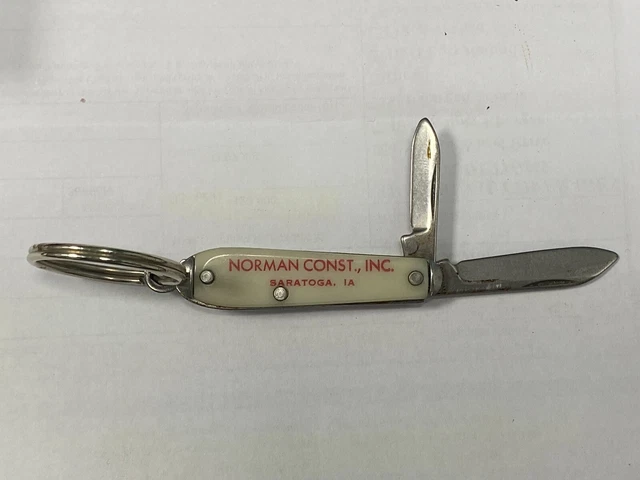 NORMAN CONST., INC.
SARATOGA, IA